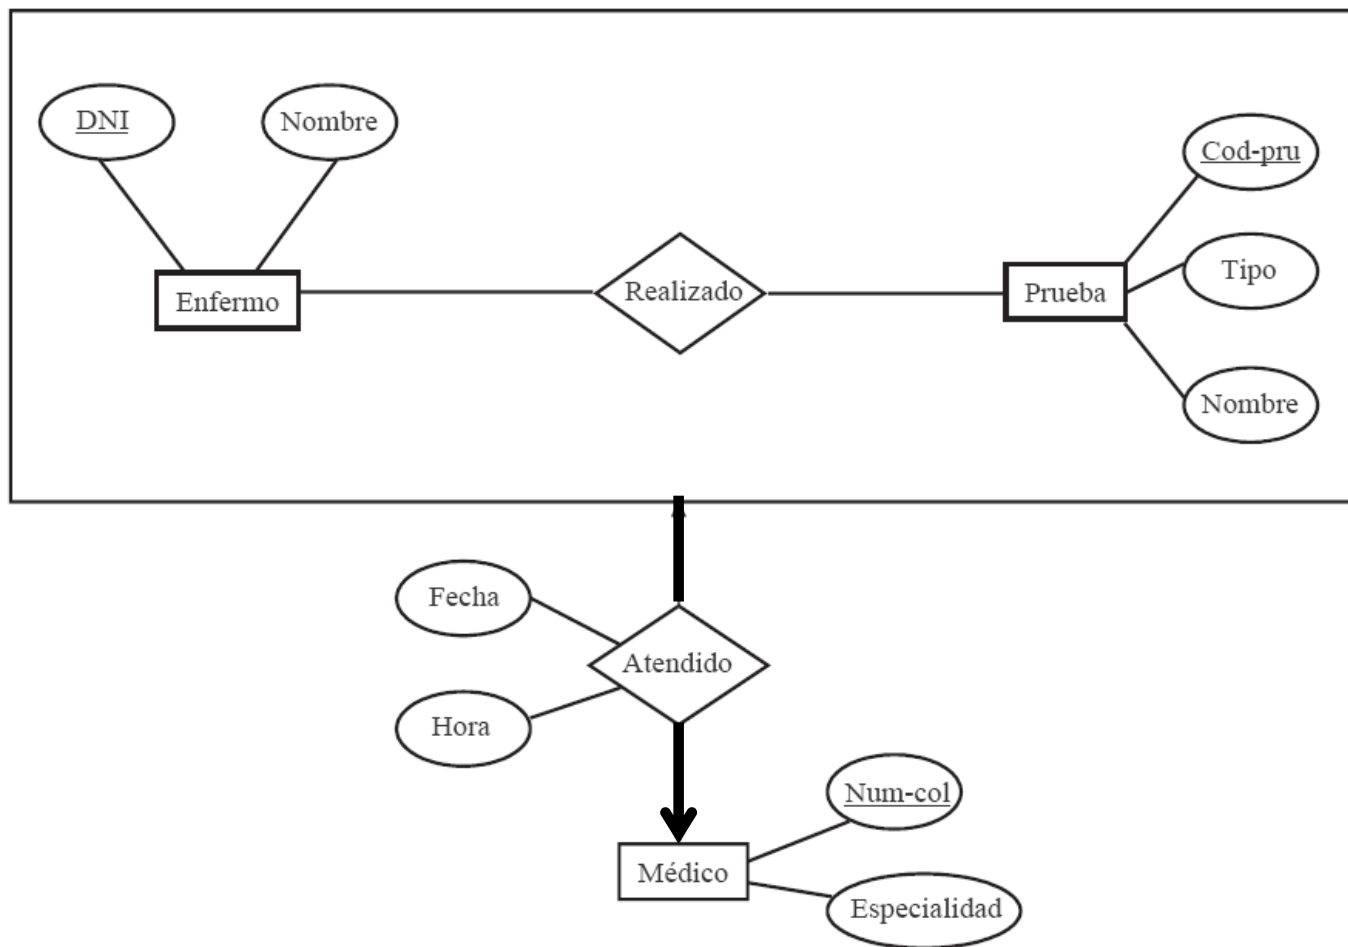 DNI
Nombre
Cod-pru
Tipo
Enfermo
Realizado
Prueba
Nombre
Fecha
Atendido
Hora
Num-col
Médico
Especialidad